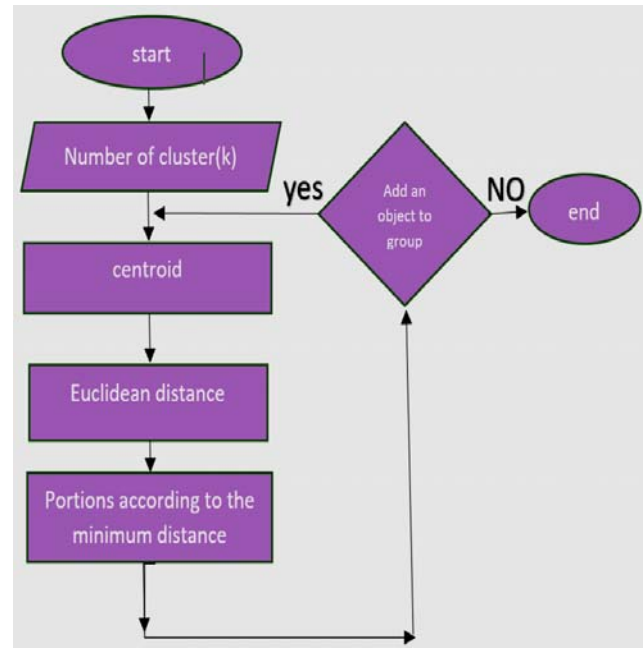 start
Number of cluster(k)
centroid
Euclidean distance
Portions according to the
minimum distance
yes
Add an
object to
group
NO
end